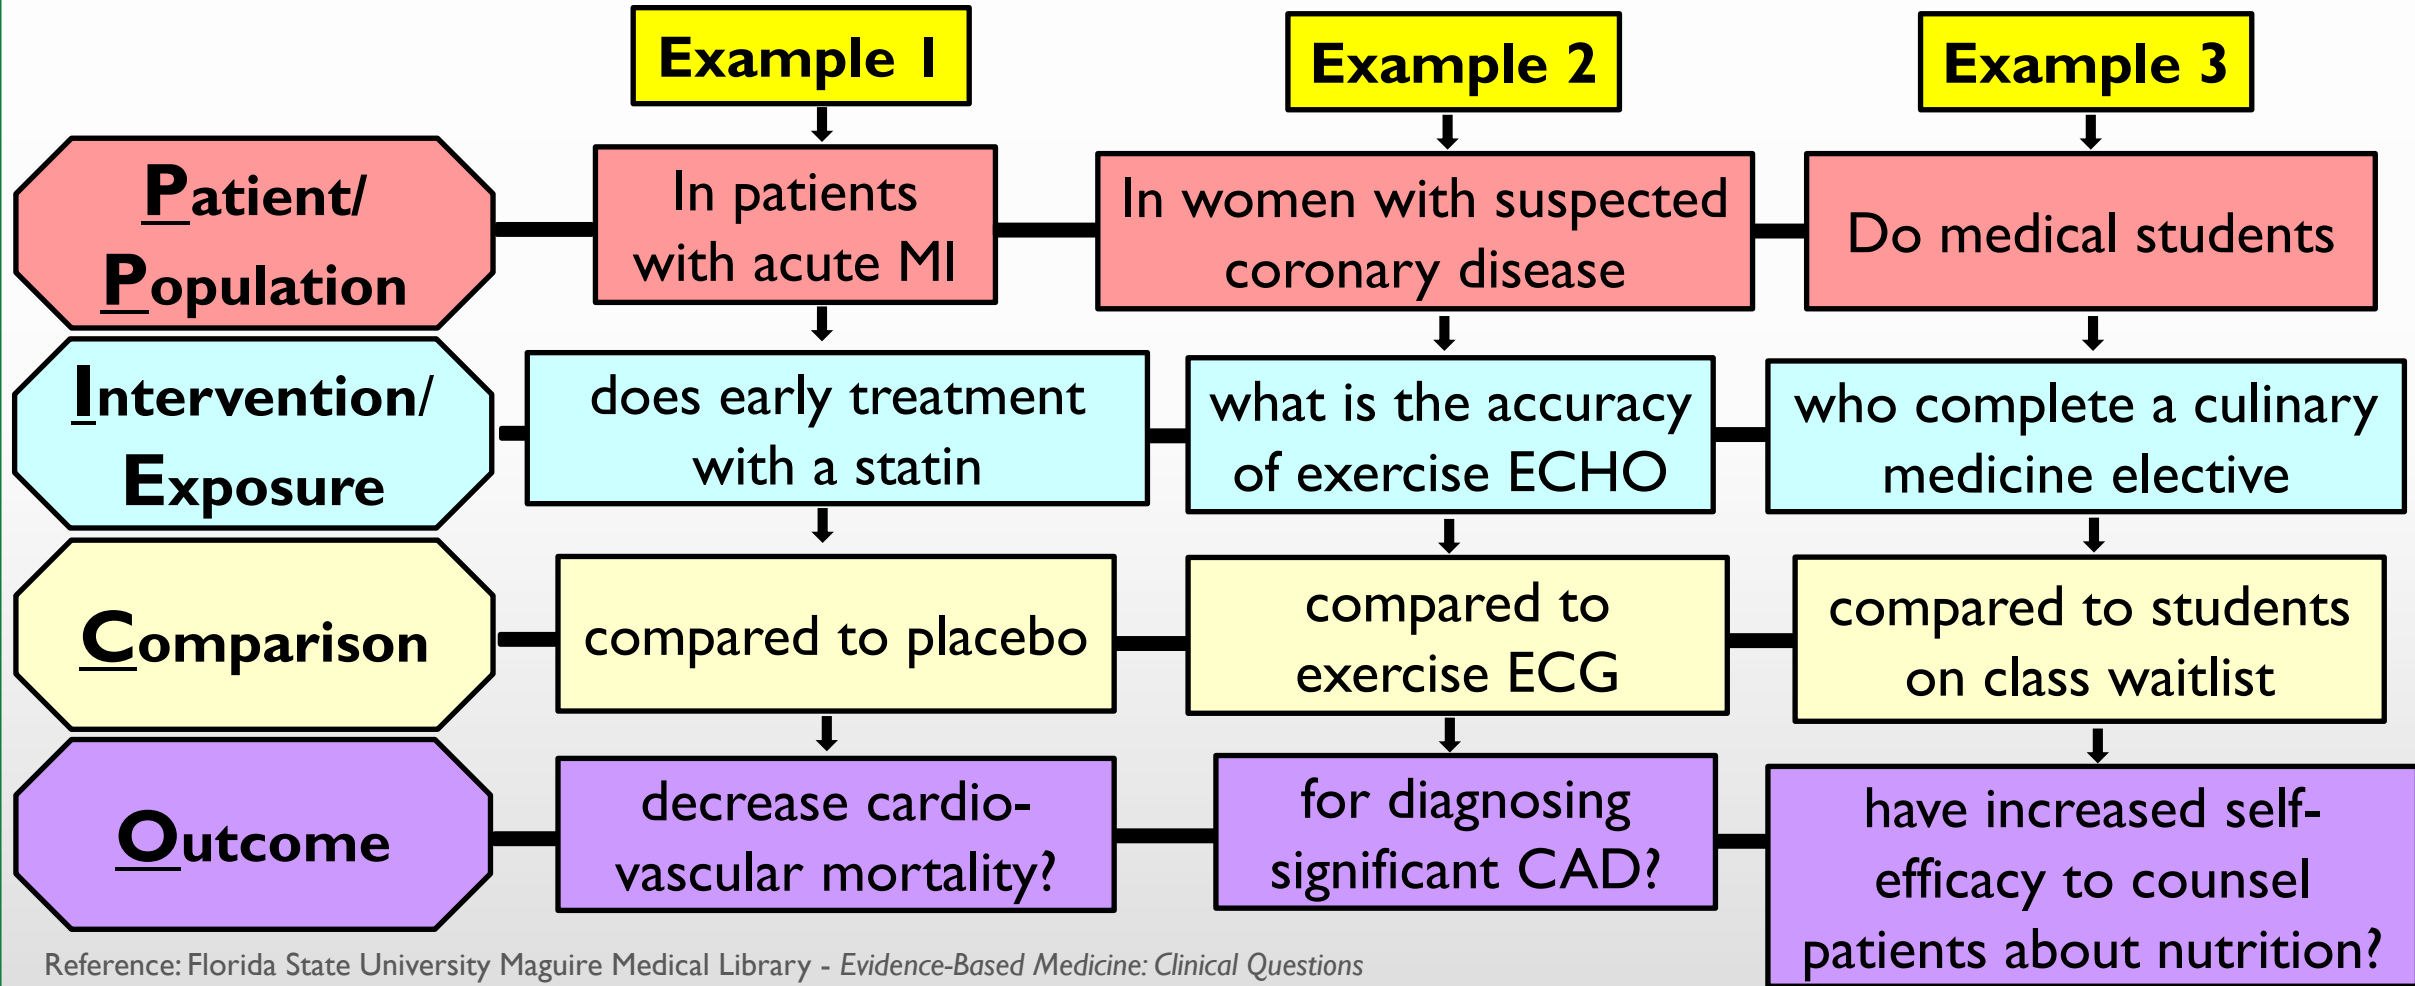 Example 1
Example 2
Example 3
Patient/
Population
In patients
with acute MI
In women with suspected
coronary disease
Do medical students
Intervention/
Exposure
does early treatment
with a statin
what is the accuracy
of exercise ECHO
who complete a culinary
medicine elective
Comparison
compared to placebo
compared to
exercise ECG
compared to students
on class waitlist
Outcome
decrease cardio-
vascular mortality?
for diagnosing
significant CAD?
have increased self-
efficacy to counsel
patients about nutrition?
Reference: Florida State University Maguire Medical Library - Evidence-Based Medicine: Clinical Questions